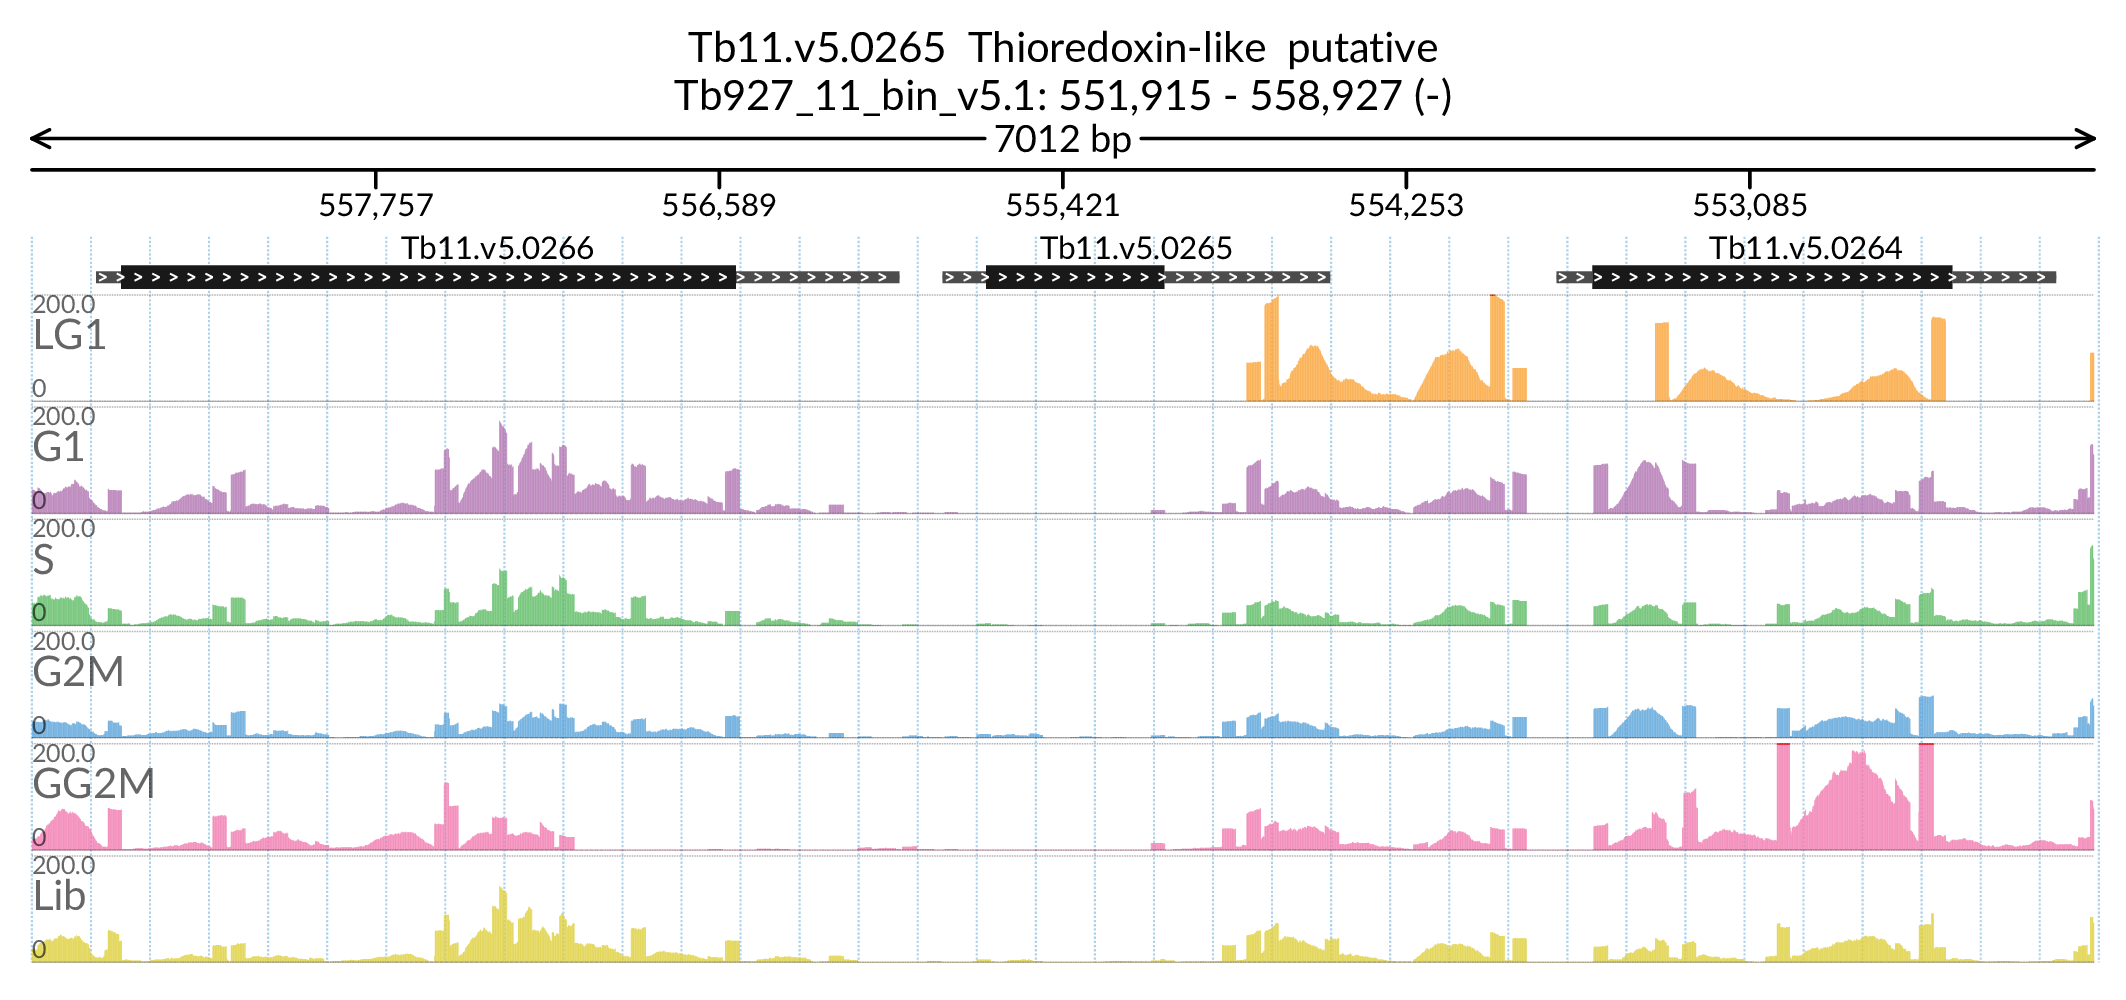 Tb11.v5.0265 Thioredoxin-like putative
Tb927_11_bin_v5.1: 551,915 - 558,927 (-)
7012 bp
557,757 556,589 555,421 554,253 553,085
Tb11.v5.0266 Tb11.v5.0265 Tb11.v5.0264
200.0
LG1
0
200.0
G1
0
200.0
S
0
200.0
G2M
0
200.0
GG2M
0
200.0
Lib
0